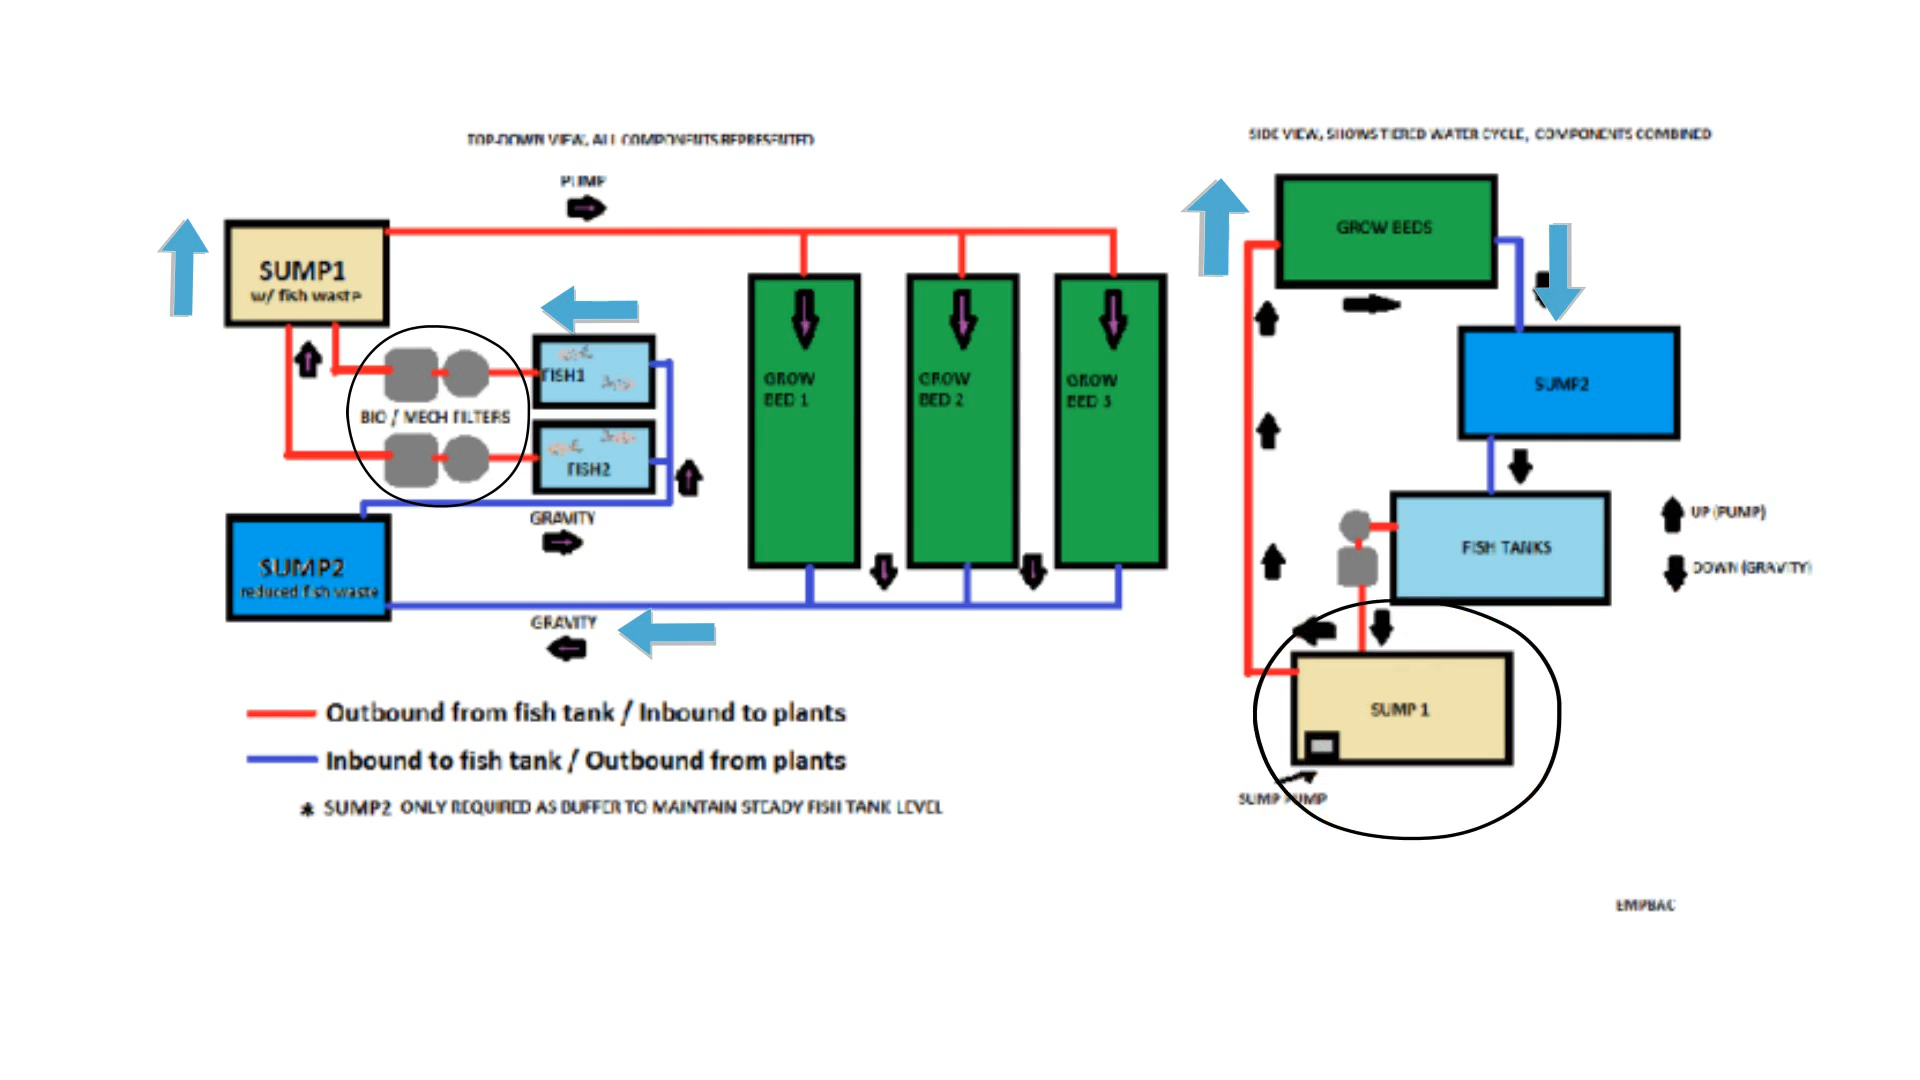 TOP-DOWN VIEW, ALL COMPONENTS REPRESENTED
PUMP
SUMP1
w/ fish waste
FISH1
BIO / MECH FILTERS
FISH2
GRAVITY
SUMP2
reduced fish waste
GRAVITY
GROW
BED 1
GROW
BED 2
GROW
BED 3
Outbound from fish tank / Inbound to plants
Inbound to fish tank / Outbound from plants
* SUMP2 ONLY REQUIRED AS BUFFER TO MAINTAIN STEADY FISH TANK LEVEL
SIDE VIEW, SHOWS TIERED WATER CYCLE, COMPONENTS COMBINED
GROW BEDS
SUMP2
FISH TANKS
UP (PUMP)
DOWN (GRAVITY)
SUMP 1
SUMP PUMP
EMPBAC